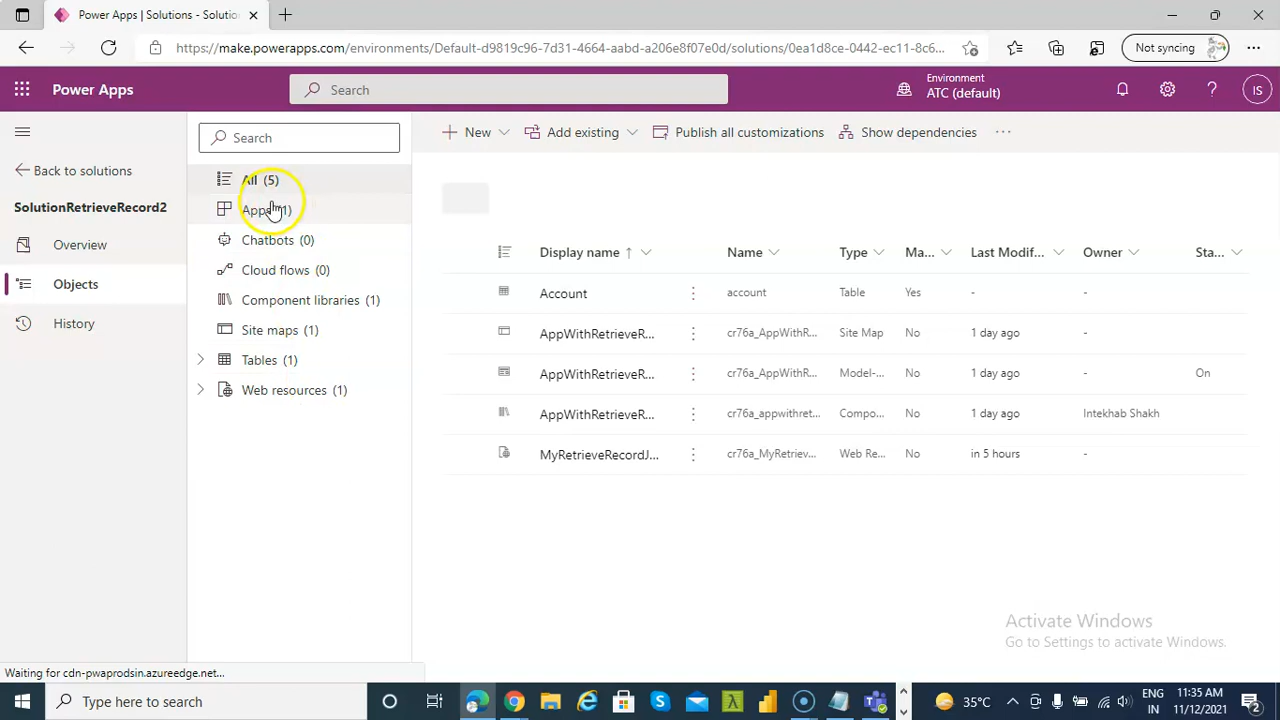 Power Apps | Solutions - Solutio
https://make.powerapps.com/environments/Default-d9819c96-7d31-4664-aabd-a206e8f07e0d/solutions/0ea1d8ce-0442-ec11-8c6...
Not syncing
Power Apps
Search
Environment
ATC (default)
IS
Search
New
Add existing
Publish all customizations
Show dependencies
Back to solutions
All (5)
SolutionRetrieveRecord2
Apps (1)
Overview
Chatbots (0)
Objects
Cloud flows (0)
History
Component libraries (1)
Site maps (1)
Tables (1)
Web resources (1)
Display name ↑ Name Type Ma... Last Modif... Owner Sta...
Account account Table Yes - -
AppWithRetrieveR... cr76a_AppWithR... Site Map No 1 day ago -
AppWithRetrieveR... cr76a_AppWithR... Model-... No 1 day ago - On
AppWithRetrieveR... cr76a_appwithret... Compo... No 1 day ago Intekhab Shakh
MyRetrieveRecordJ... cr76a_MyRetriev... Web Re... No in 5 hours -
Activate Windows
Go to Settings to activate Windows.
Waiting for cdn-pwaprodsin.azureedge.net...
Type here to search
35°C
ENG
IN
11:35 AM
11/12/2021
2